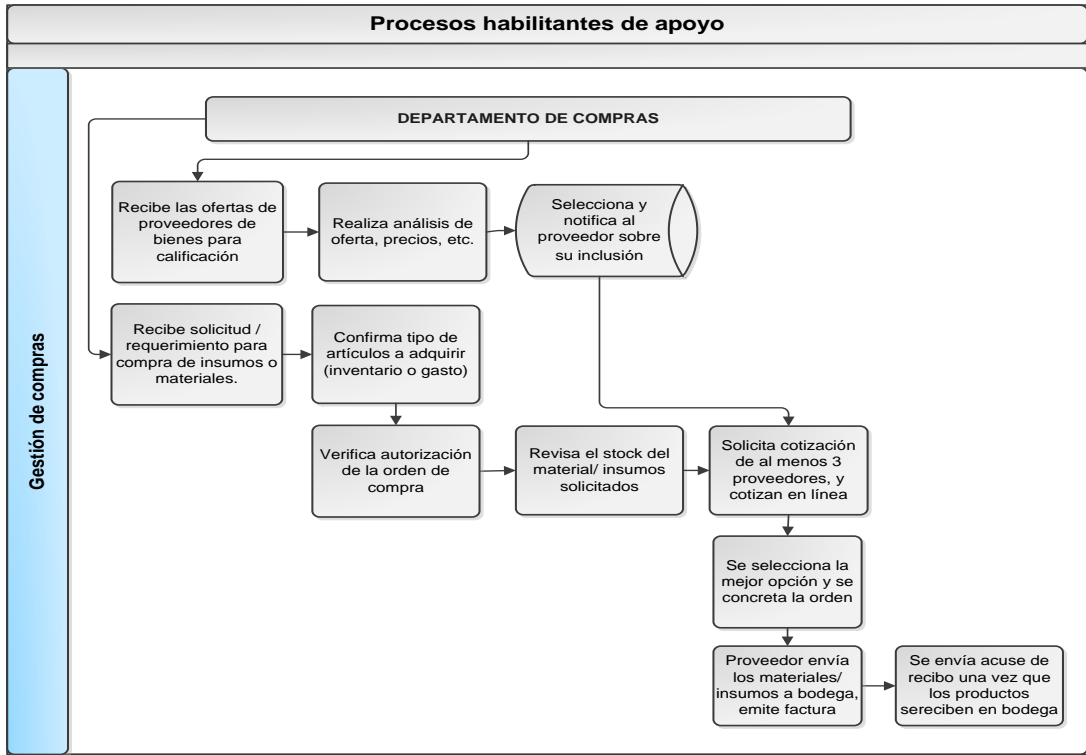 Procesos habilitantes de apoyo
Gestión de compras
DEPARTAMENTO DE COMPRAS
Recibe las ofertas de
proveedores de
bienes para
calificación
Realiza análisis de
oferta, precios, etc.
Selecciona y
notifica al
proveedor sobre
su inclusión
Recibe solicitud /
requerimiento para
compra de insumos o
materiales.
Confirma tipo de
artículos a adquirir
(inventario o gasto)
Verifica autorización
de la orden de
compra
Revisa el stock del
material/ insumos
solicitados
Solicita cotización
de al menos 3
proveedores, y
cotizan en línea
Se selecciona la
mejor opción y se
concreta la orden
Proveedor envía
los materiales/
insumos a bodega,
emite factura
Se envía acuse de
recibo una vez que
los productos
sereciben en bodega